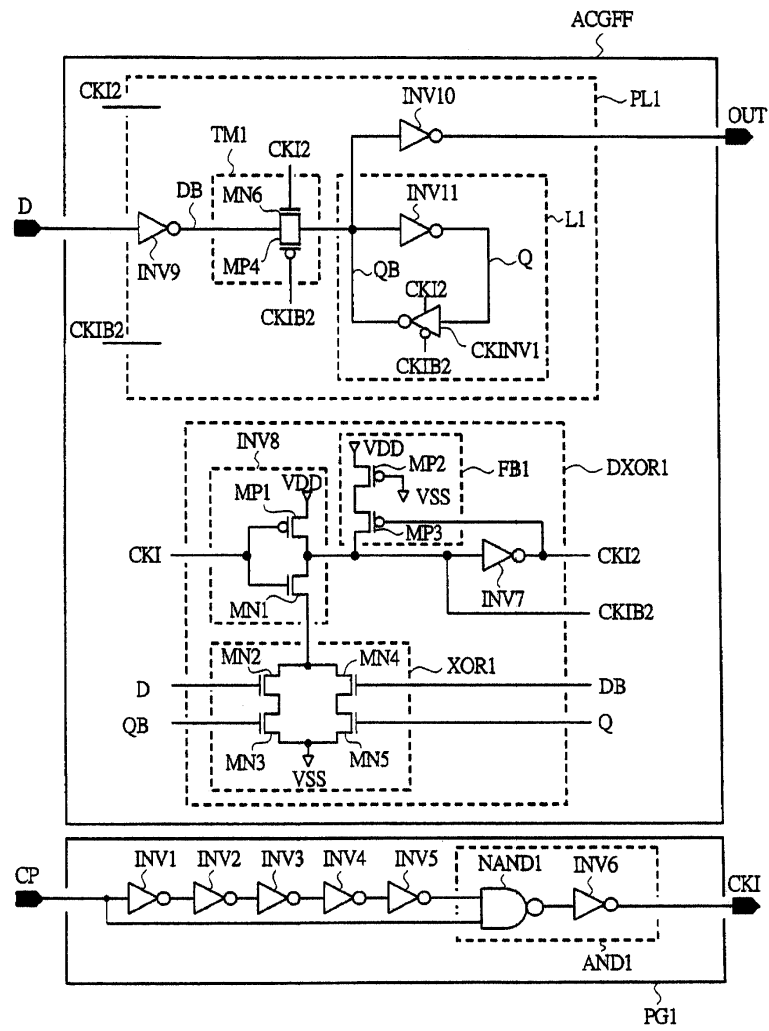 ACGFF
CKI2
PL1
INV10
OUT
TM1
CKI2
D
DB
MN6
INV11
L1
INV9
MP4
QB
Q
CKI2
CKIB2
CKINV1
CKIB2
CKIB2
INV8
VDD
MP2
FB1
DXOR1
MP1
VDD
VSS
MP3
CKI
CKI2
INV7
MN1
CKIB2
MN2
MN4
XOR1
D
DB
QB
Q
MN3
VSS
MN5
INV1 INV2 INV3 INV4 INV5 NAND1 INV6
CP
CKI
AND1
PG1